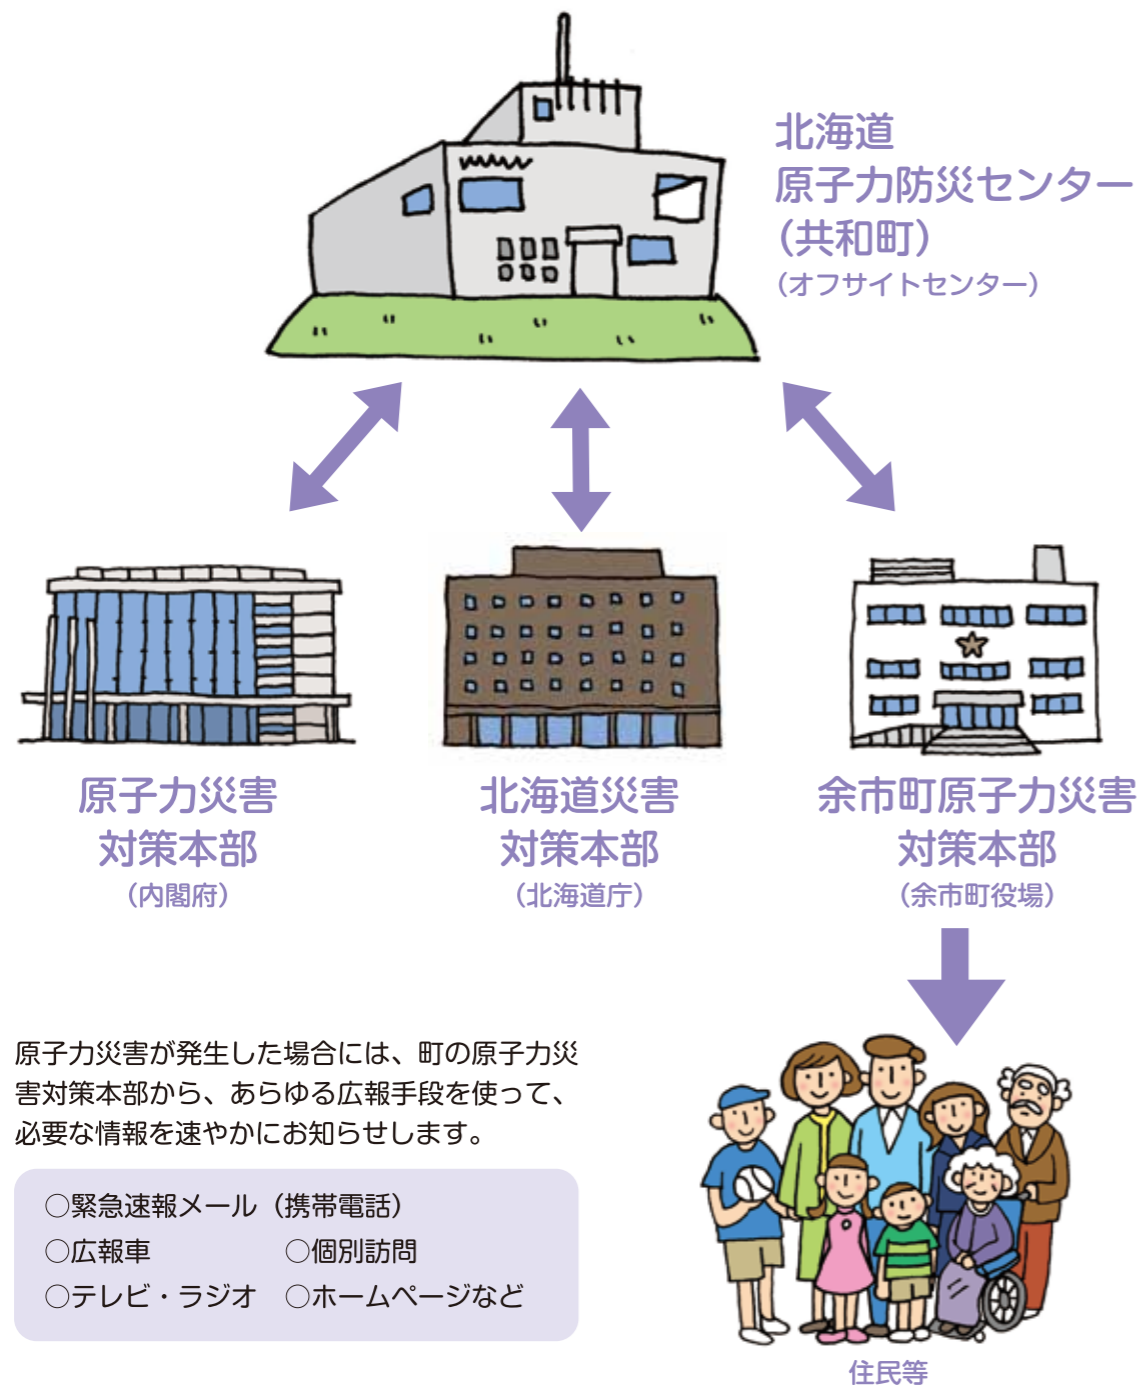 北海道
原子力防災センター
（共和町）
（オフサイトセンター）
原子力災害
対策本部
（内閣府）
北海道災害
対策本部
（北海道庁）
余市町原子力災害
対策本部
（余市町役場）
原子力災害が発生した場合には、町の原子力災
害対策本部から、あらゆる広報手段を使って、
必要な情報を速やかにお知らせします。
○緊急速報メール（携帯電話）
○広報車　○個別訪問
○テレビ・ラジオ　○ホームページなど
住民等